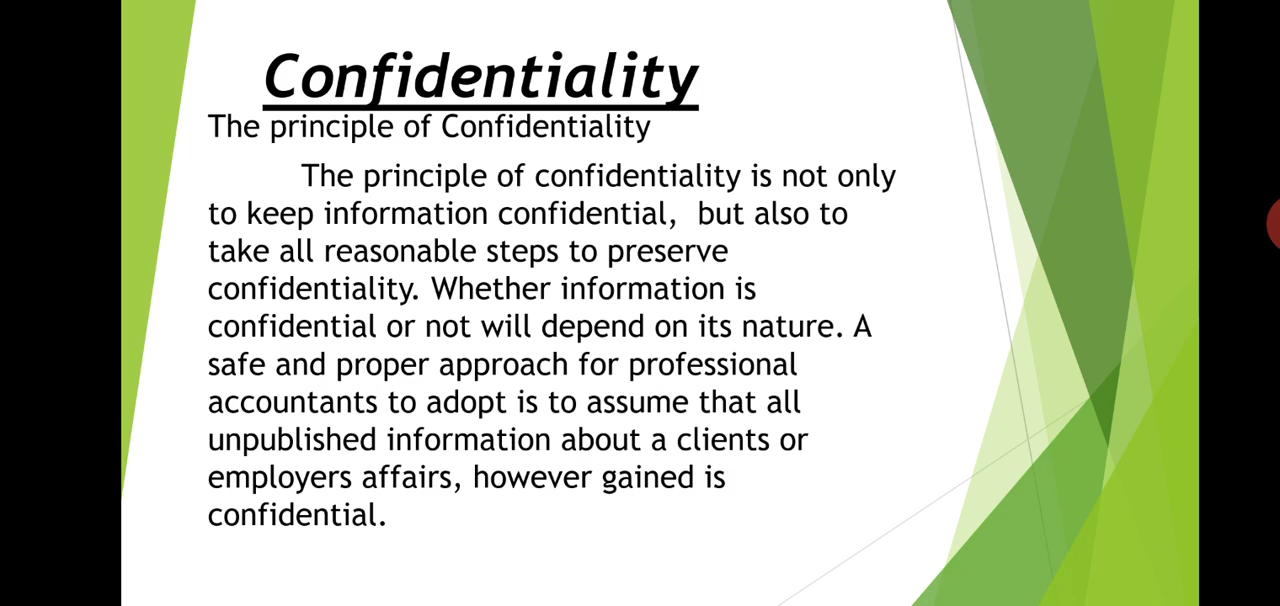 Confidentiality
The principle of Confidentiality
The principle of confidentiality is not only
to keep information confidential, but also to
take all reasonable steps to preserve
confidentiality. Whether information is
confidential or not will depend on its nature. A
safe and proper approach for professional
accountants to adopt is to assume that all
unpublished information about a clients or
employers affairs, however gained is
confidential.